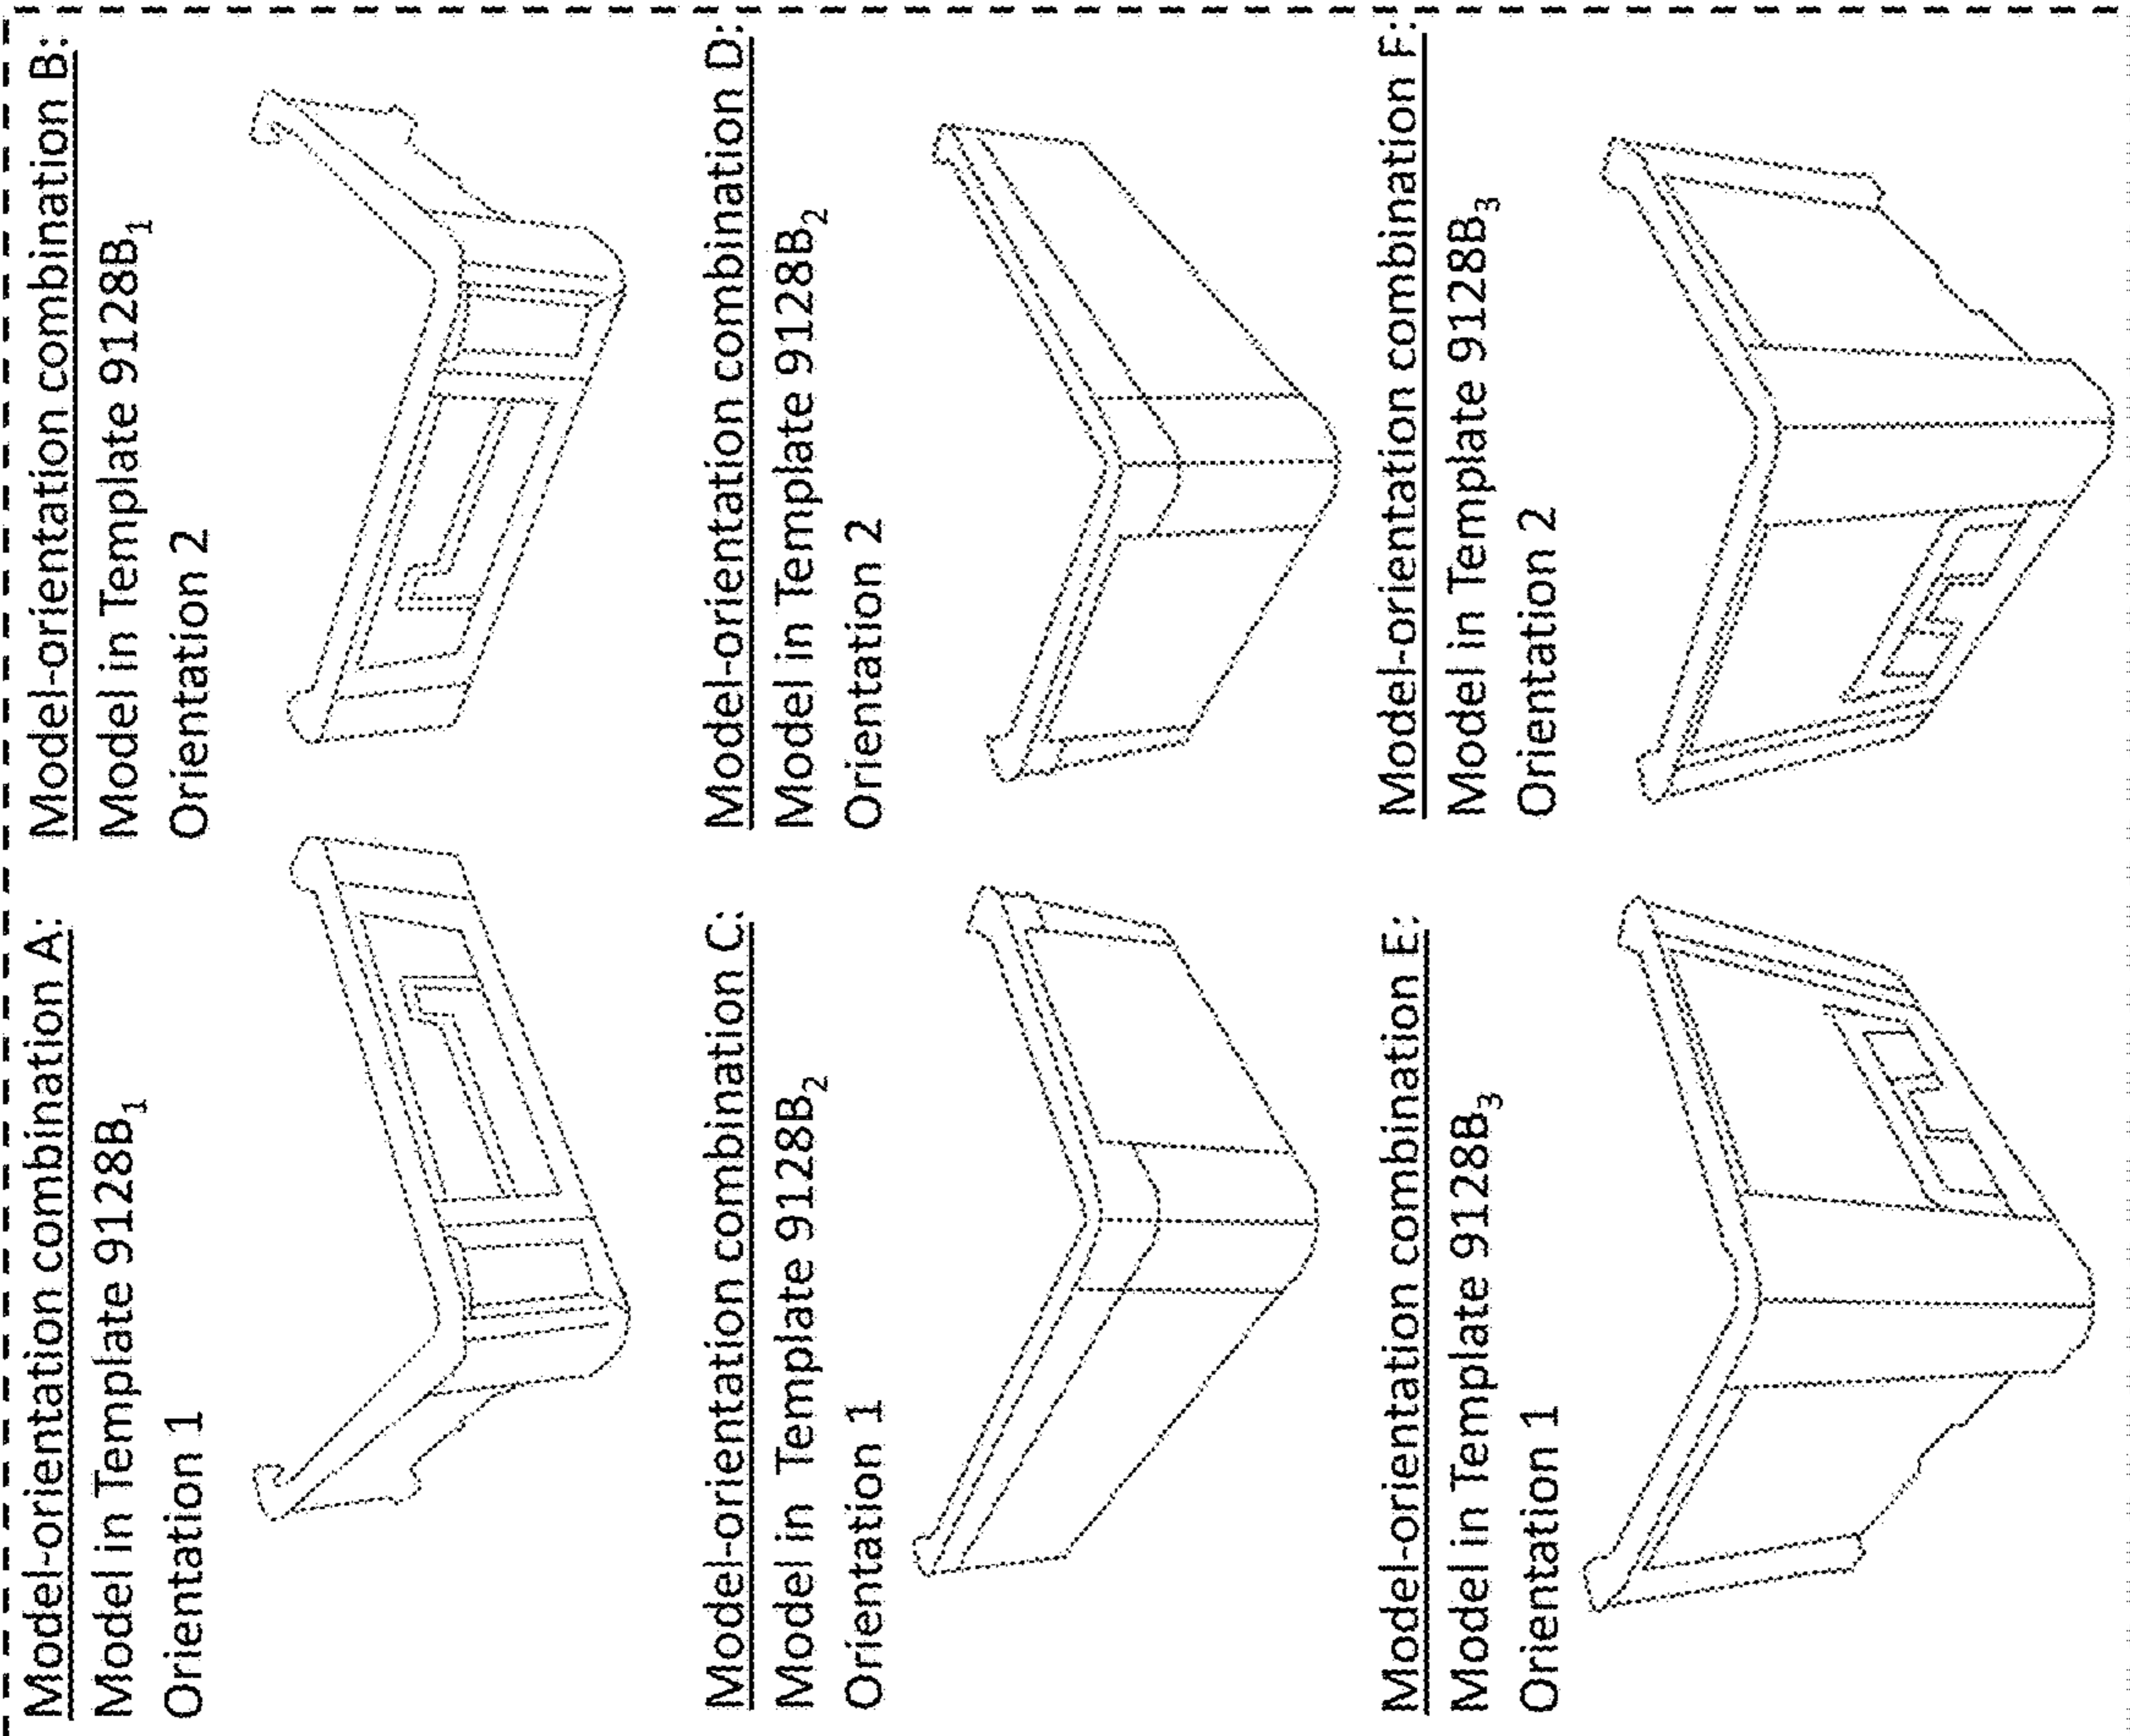 Model-orientation combination A:
Model in Template 9128B₁
Orientation 1
Model-orientation combination B:
Model in Template 9128B₁
Orientation 2
Model-orientation combination C:
Model in Template 9128B₂
Orientation 1
Model-orientation combination D:
Model in Template 9128B₂
Orientation 2
Model-orientation combination E:
Model in Template 9128B₃
Orientation 1
Model-orientation combination F:
Model in Template 9128B₃
Orientation 2